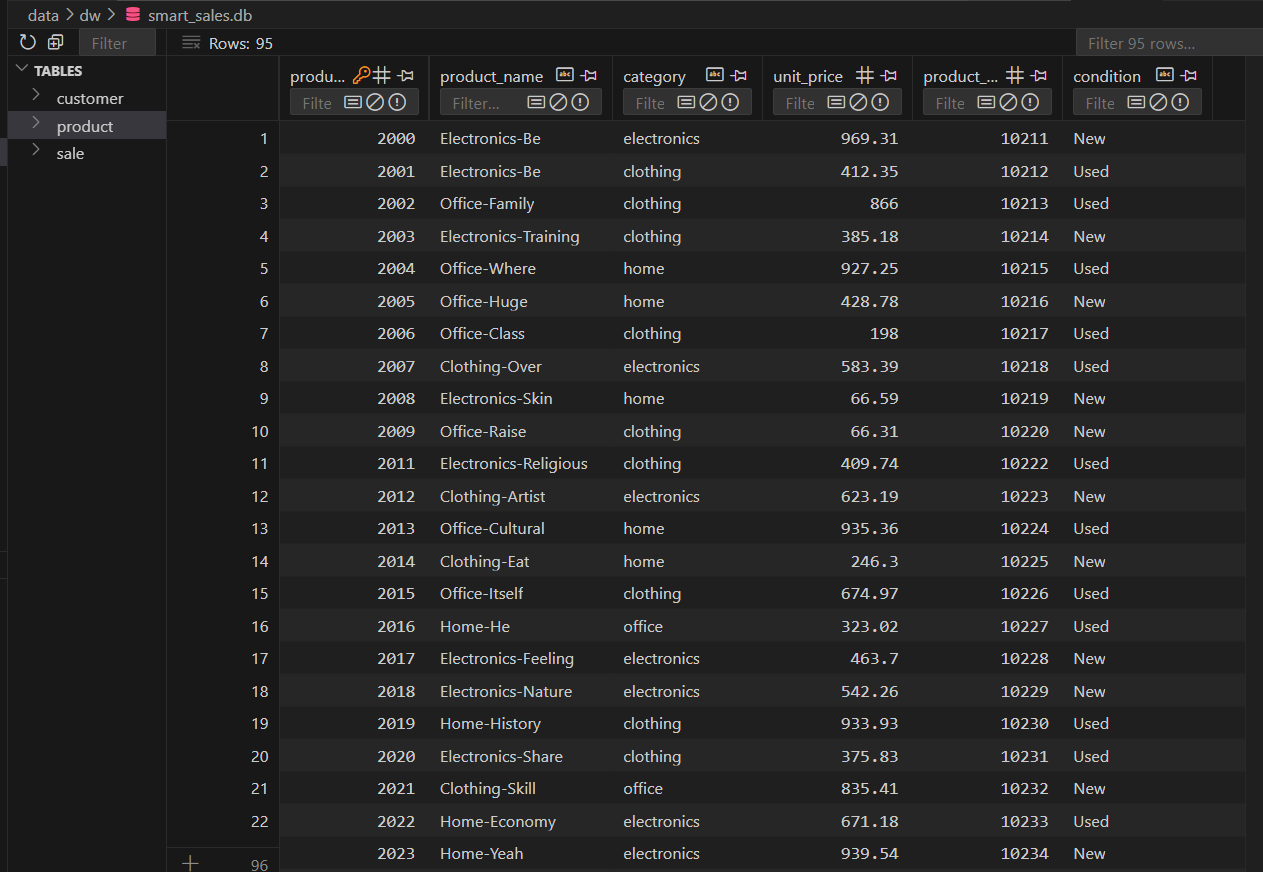 data > dw > smart_sales.db
Filter Rows: 95 Filter 95 rows...
TABLES
customer
product
sale
produ... product_name category unit_price product_... condition
Filte Filter... Filte Filte Filte Filte
1 2000 Electronics-Be electronics 969.31 10211 New
2 2001 Electronics-Be clothing 412.35 10212 Used
3 2002 Office-Family clothing 866 10213 Used
4 2003 Electronics-Training clothing 385.18 10214 New
5 2004 Office-Where home 927.25 10215 Used
6 2005 Office-Huge home 428.78 10216 New
7 2006 Office-Class clothing 198 10217 Used
8 2007 Clothing-Over electronics 583.39 10218 Used
9 2008 Electronics-Skin home 66.59 10219 New
10 2009 Office-Raise clothing 66.31 10220 New
11 2011 Electronics-Religious clothing 409.74 10222 Used
12 2012 Clothing-Artist electronics 623.19 10223 New
13 2013 Office-Cultural home 935.36 10224 Used
14 2014 Clothing-Eat home 246.3 10225 New
15 2015 Office-Itself clothing 674.97 10226 Used
16 2016 Home-He office 323.02 10227 Used
17 2017 Electronics-Feeling electronics 463.7 10228 New
18 2018 Electronics-Nature electronics 542.26 10229 New
19 2019 Home-History clothing 933.93 10230 Used
20 2020 Electronics-Share clothing 375.83 10231 Used
21 2021 Clothing-Skill office 835.41 10232 New
22 2022 Home-Economy electronics 671.18 10233 Used
2023 Home-Yeah electronics 939.54 10234 New
96